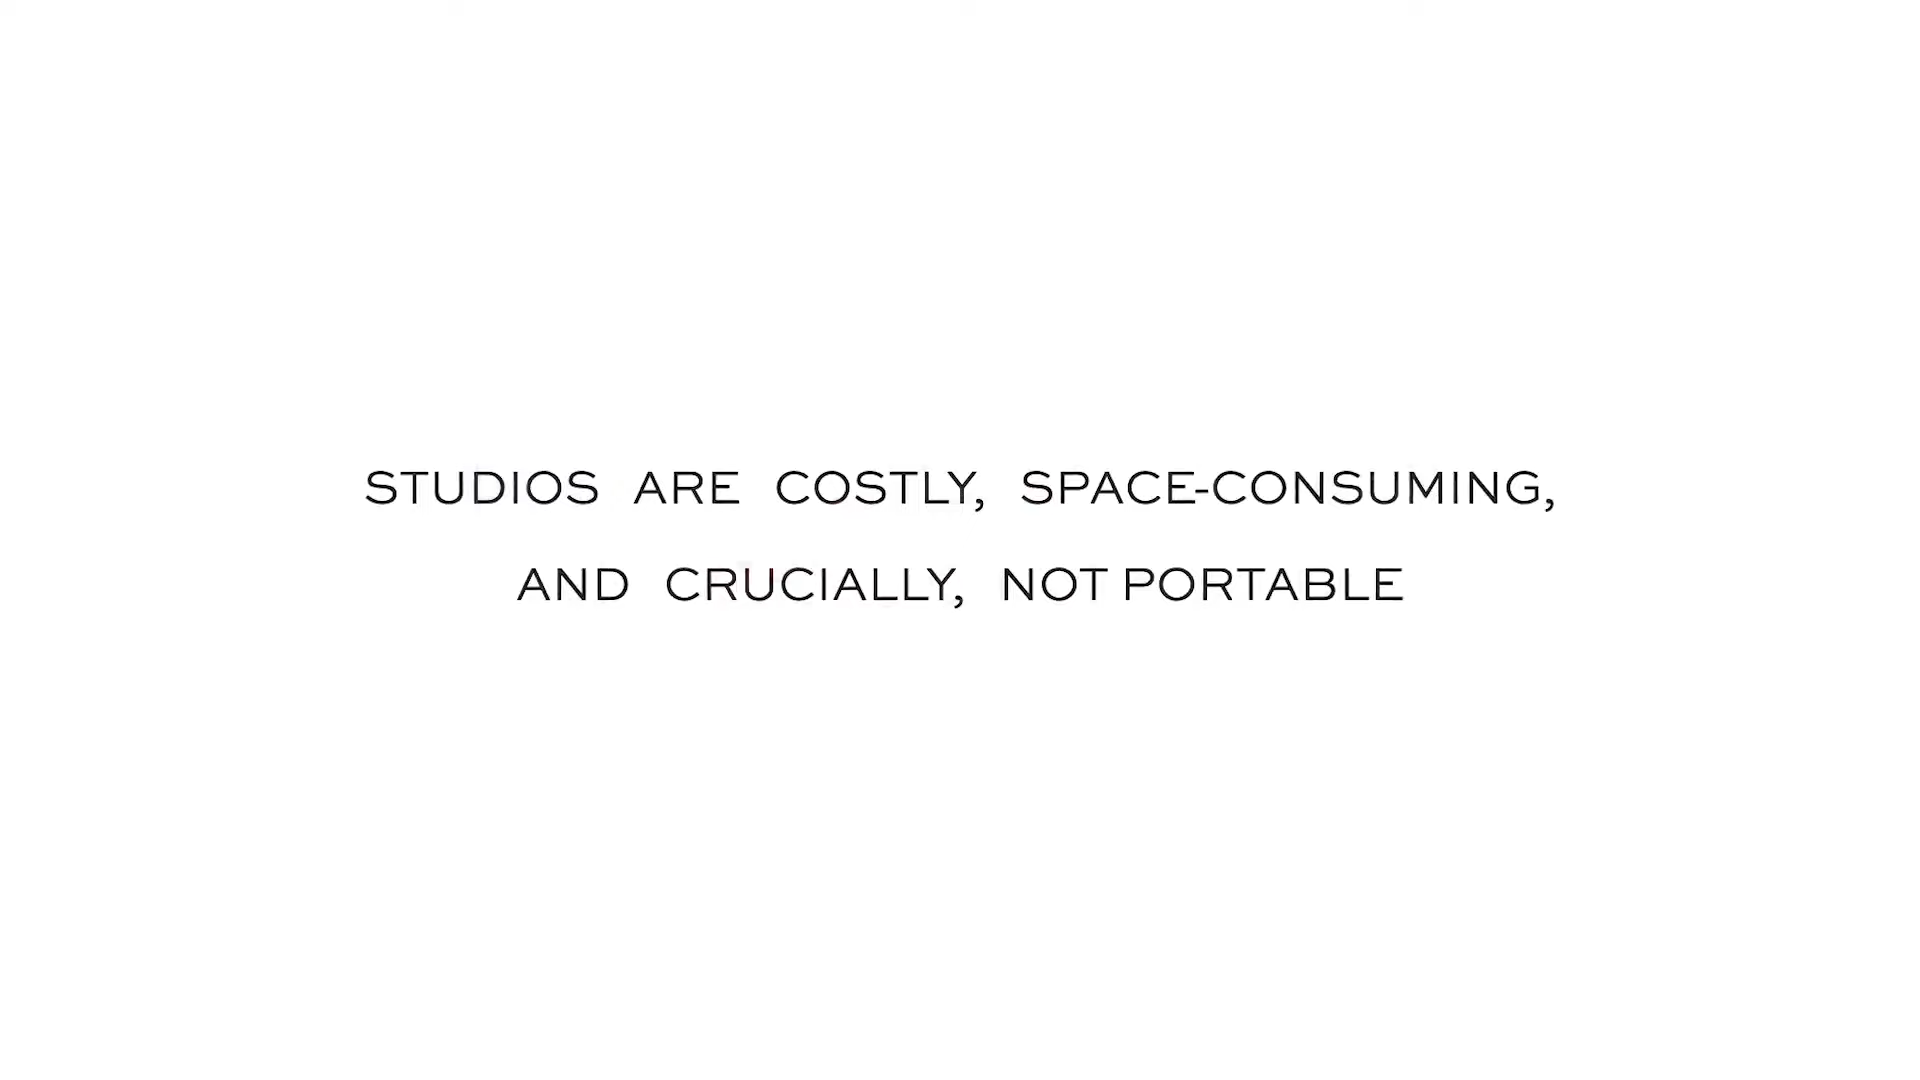 STUDIOS ARE COSTLY, SPACE-CONSUMING,
AND CRUCIALLY, NOT PORTABLE